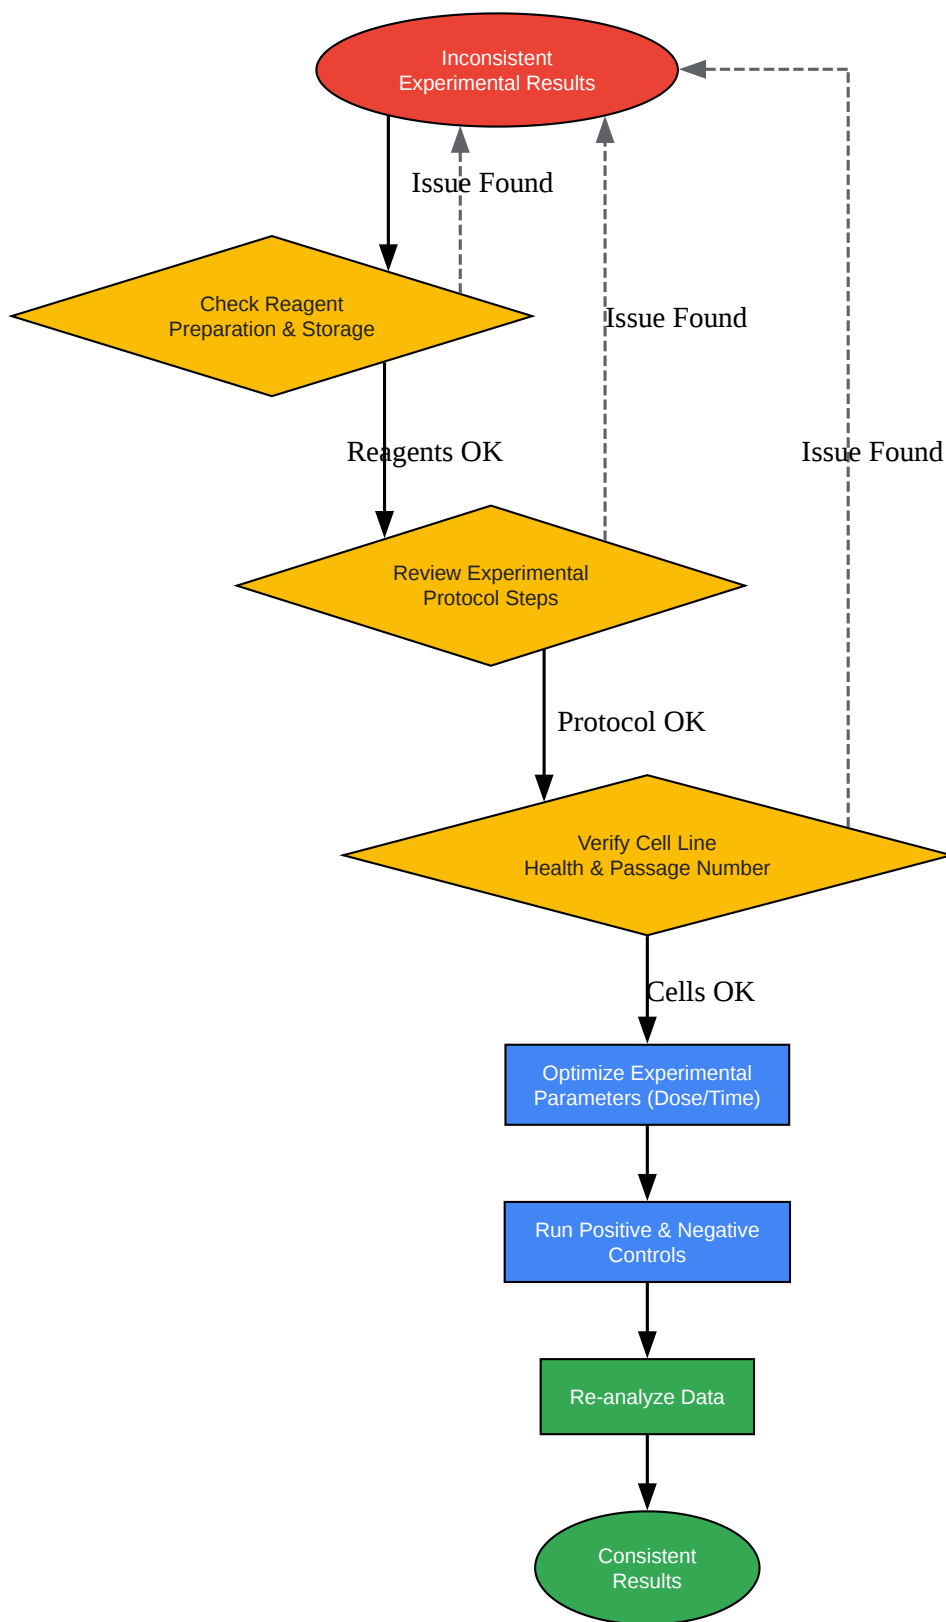 Inconsistent
Experimental Results
Issue Found
Check Reagent
Preparation & Storage
Issue Found
Reagents OK
Issue Found
Review Experimental
Protocol Steps
Protocol OK
Verify Cell Line
Health & Passage Number
Cells OK
Optimize Experimental
Parameters (Dose/Time)
Run Positive & Negative
Controls
Re-analyze Data
Consistent
Results